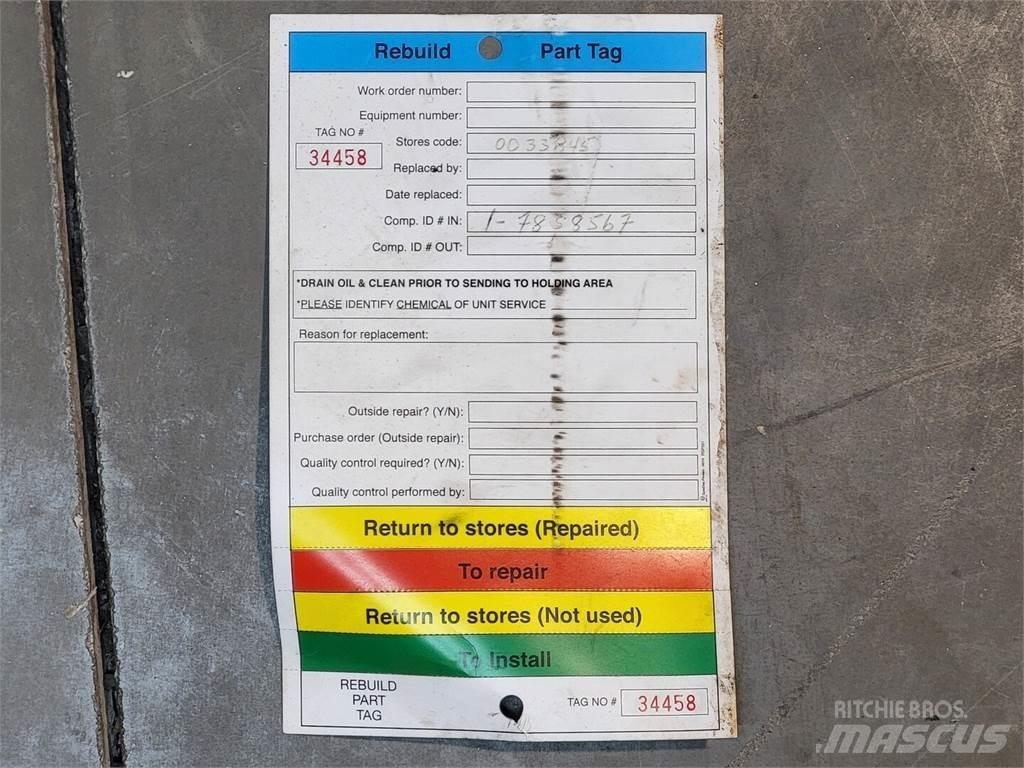 Rebuild Part Tag
Work order number:
Equipment number:
TAG NO #
34458
Stores code: 0033845
Replaced by:
Date replaced:
Comp. ID # IN: 1-7858567
Comp. ID # OUT:
*DRAIN OIL & CLEAN PRIOR TO SENDING TO HOLDING AREA
*PLEASE IDENTIFY CHEMICAL OF UNIT SERVICE
Reason for replacement:
Outside repair? (Y/N):
Purchase order (Outside repair):
Quality control required? (Y/N):
Quality control performed by:
Return to stores (Repaired)
To repair
Return to stores (Not used)
To Install
REBUILD
PART
TAG
TAG NO # 34458
RITCHIE BROS.
MASCUS